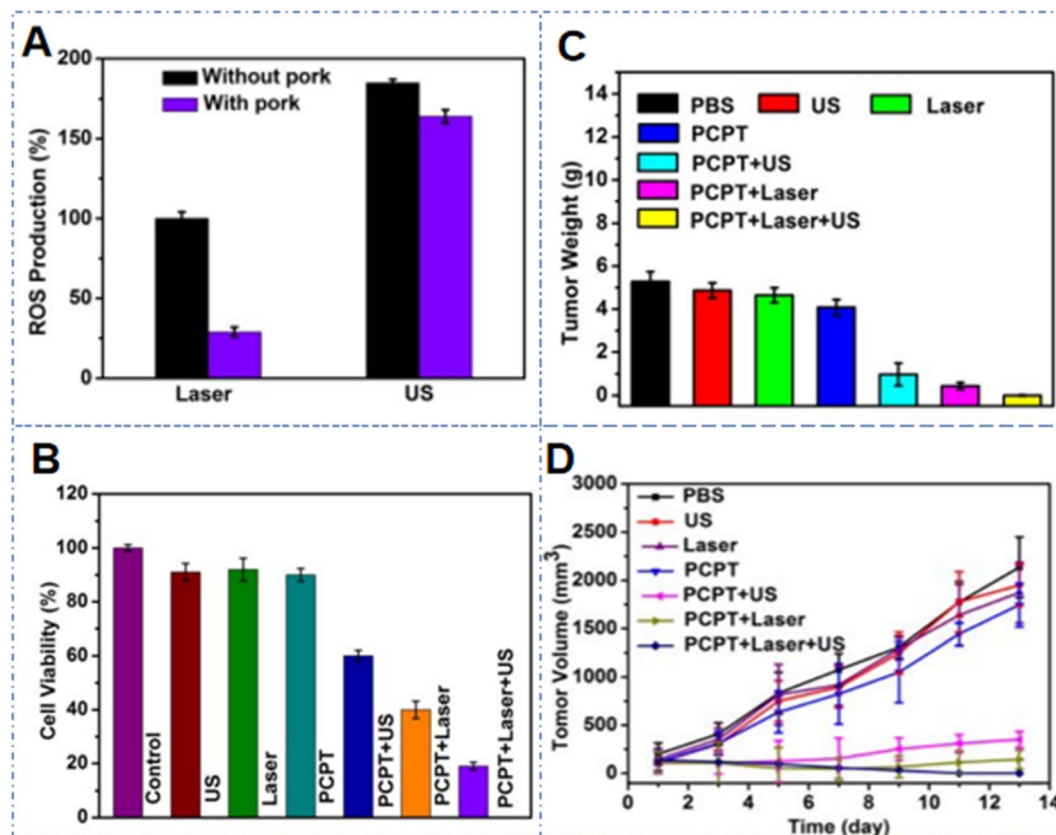 A
200
150
100
50
0
ROS Production (%)
Without pork
With pork
Laser
US
C
14
12
10
8
6
4
2
0
Tumor Weight (g)
PBS
US
Laser
PCPT
PCPT+US
PCPT+Laser
PCPT+Laser+US
B
120
100
80
60
40
20
0
Cell Viability (%)
Control
US
Laser
PCPT
PCPT+US
PCPT+Laser
PCPT+Laser+US
D
3000
2500
2000
1500
1000
500
0
Tomor Volume (mm³)
PBS
US
Laser
PCPT
PCPT+US
PCPT+Laser
PCPT+Laser+US
0 2 4 6 8 10 12 14
Time (day)